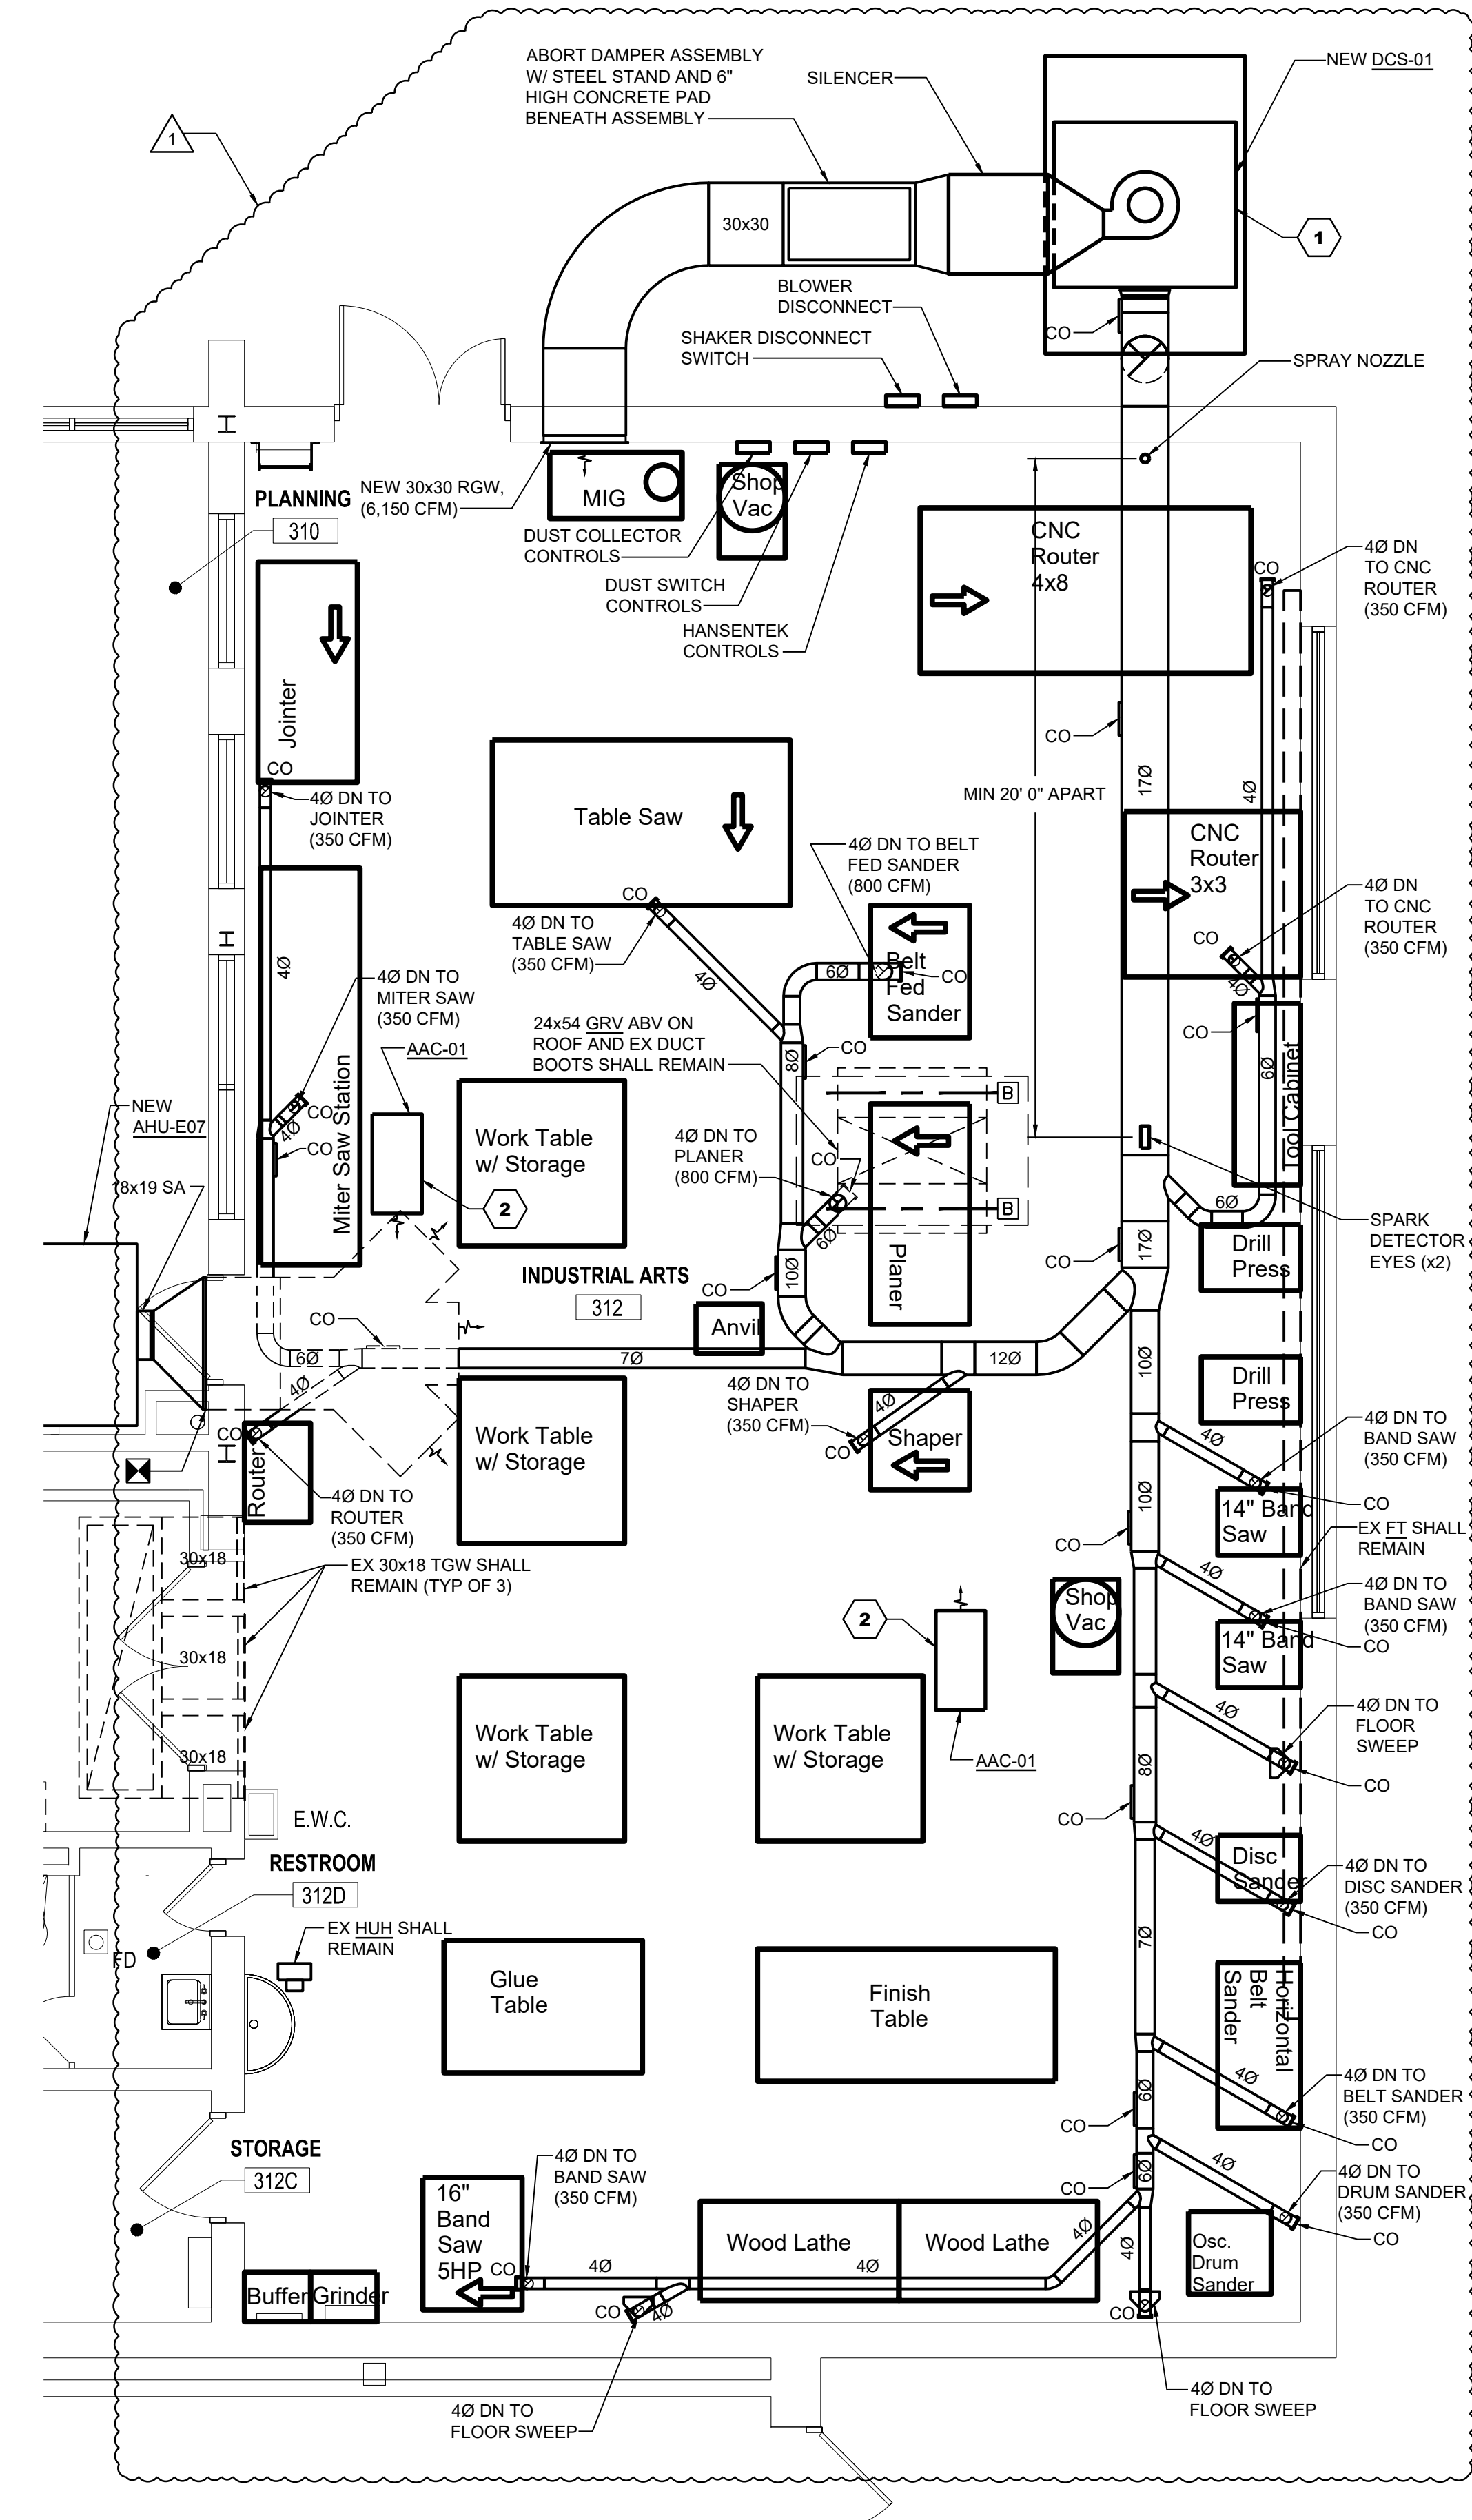 ABORT DAMPER ASSEMBLY
W/ STEEL STAND AND 6"
HIGH CONCRETE PAD
BENEATH ASSEMBLY
SILENCER
NEW DCS-01
1
30x30
1
BLOWER
DISCONNECT
CO
SHAKER DISCONNECT
SWITCH
SPRAY NOZZLE
H
PLANNING
310
NEW 30x30 RGW,
(6,150 CFM)
MIG
Shop
Vac
DUST COLLECTOR
CONTROLS
DUST SWITCH
CONTROLS
HANSENTEK
CONTROLS
CNC
Router
4x8
CO
4Ø DN
TO CNC
ROUTER
(350 CFM)
Jointer
CO
4Ø DN TO
JOINTER
(350 CFM)
Table Saw
CO
MIN 20' 0" APART
17Ø
4Ø
CNC
Router
3x3
4Ø DN TO BELT
FED SANDER
(800 CFM)
CO
4Ø DN TO
TABLE SAW
(350 CFM)
4Ø
6Ø
Belt
Fed
Sander
CO
4Ø DN
TO CNC
ROUTER
(350 CFM)
CO
4Ø
CO
H
4Ø
4Ø DN TO
MITER SAW
(350 CFM)
AAC-01
24x54 GRV ABV ON
ROOF AND EX DUCT
BOOTS SHALL REMAIN
8Ø
CO
B
6Ø
Tool Cabinet
NEW
AHU-E07
CO
4Ø
CO
Miter Saw Station
Work Table
w/ Storage
4Ø DN TO
PLANER
(800 CFM)
CO
18x19 SA
2
B
6Ø
Planer
6Ø
SPARK
DETECTOR
EYES (x2)
CO
17Ø
Drill
Press
INDUSTRIAL ARTS
312
CO
10Ø
Anvil
CO
6Ø
4Ø
7Ø
12Ø
10Ø
Drill
Press
4Ø DN TO
SHAPER
(350 CFM)
4Ø
CO
Shaper
CO
H
Router
4Ø DN TO
ROUTER
(350 CFM)
Work Table
w/ Storage
4Ø
4Ø DN TO
BAND SAW
(350 CFM)
10Ø
CO
14" Band
Saw
EX FT SHALL
REMAIN
CO
30x18
EX 30x18 TGW SHALL
REMAIN (TYP OF 3)
4Ø
4Ø DN TO
BAND SAW
(350 CFM)
Shop
Vac
2
CO
14" Band
Saw
30x18
30x18
Work Table
w/ Storage
Work Table
w/ Storage
AAC-01
4Ø
4Ø DN TO
FLOOR
SWEEP
8Ø
CO
CO
E.W.C.
4Ø
Disc
Sander
4Ø DN TO
DISC SANDER
(350 CFM)
CO
RESTROOM
312D
FD
EX HUH SHALL
REMAIN
Glue
Table
Finish
Table
7Ø
Horizontal
Belt
Sander
4Ø
6Ø
4Ø DN TO
BELT SANDER
(350 CFM)
CO
CO
STORAGE
312C
4Ø DN TO
BAND SAW
(350 CFM)
CO
6Ø
4Ø
4Ø DN TO
DRUM SANDER
(350 CFM)
CO
16"
Band
Saw
5HP
CO
4Ø
Wood Lathe
4Ø
Wood Lathe
4Ø
4Ø
Osc.
Drum
Sander
Buffer
Grinder
CO
4Ø
CO
4Ø DN TO
FLOOR SWEEP
4Ø DN TO
FLOOR SWEEP